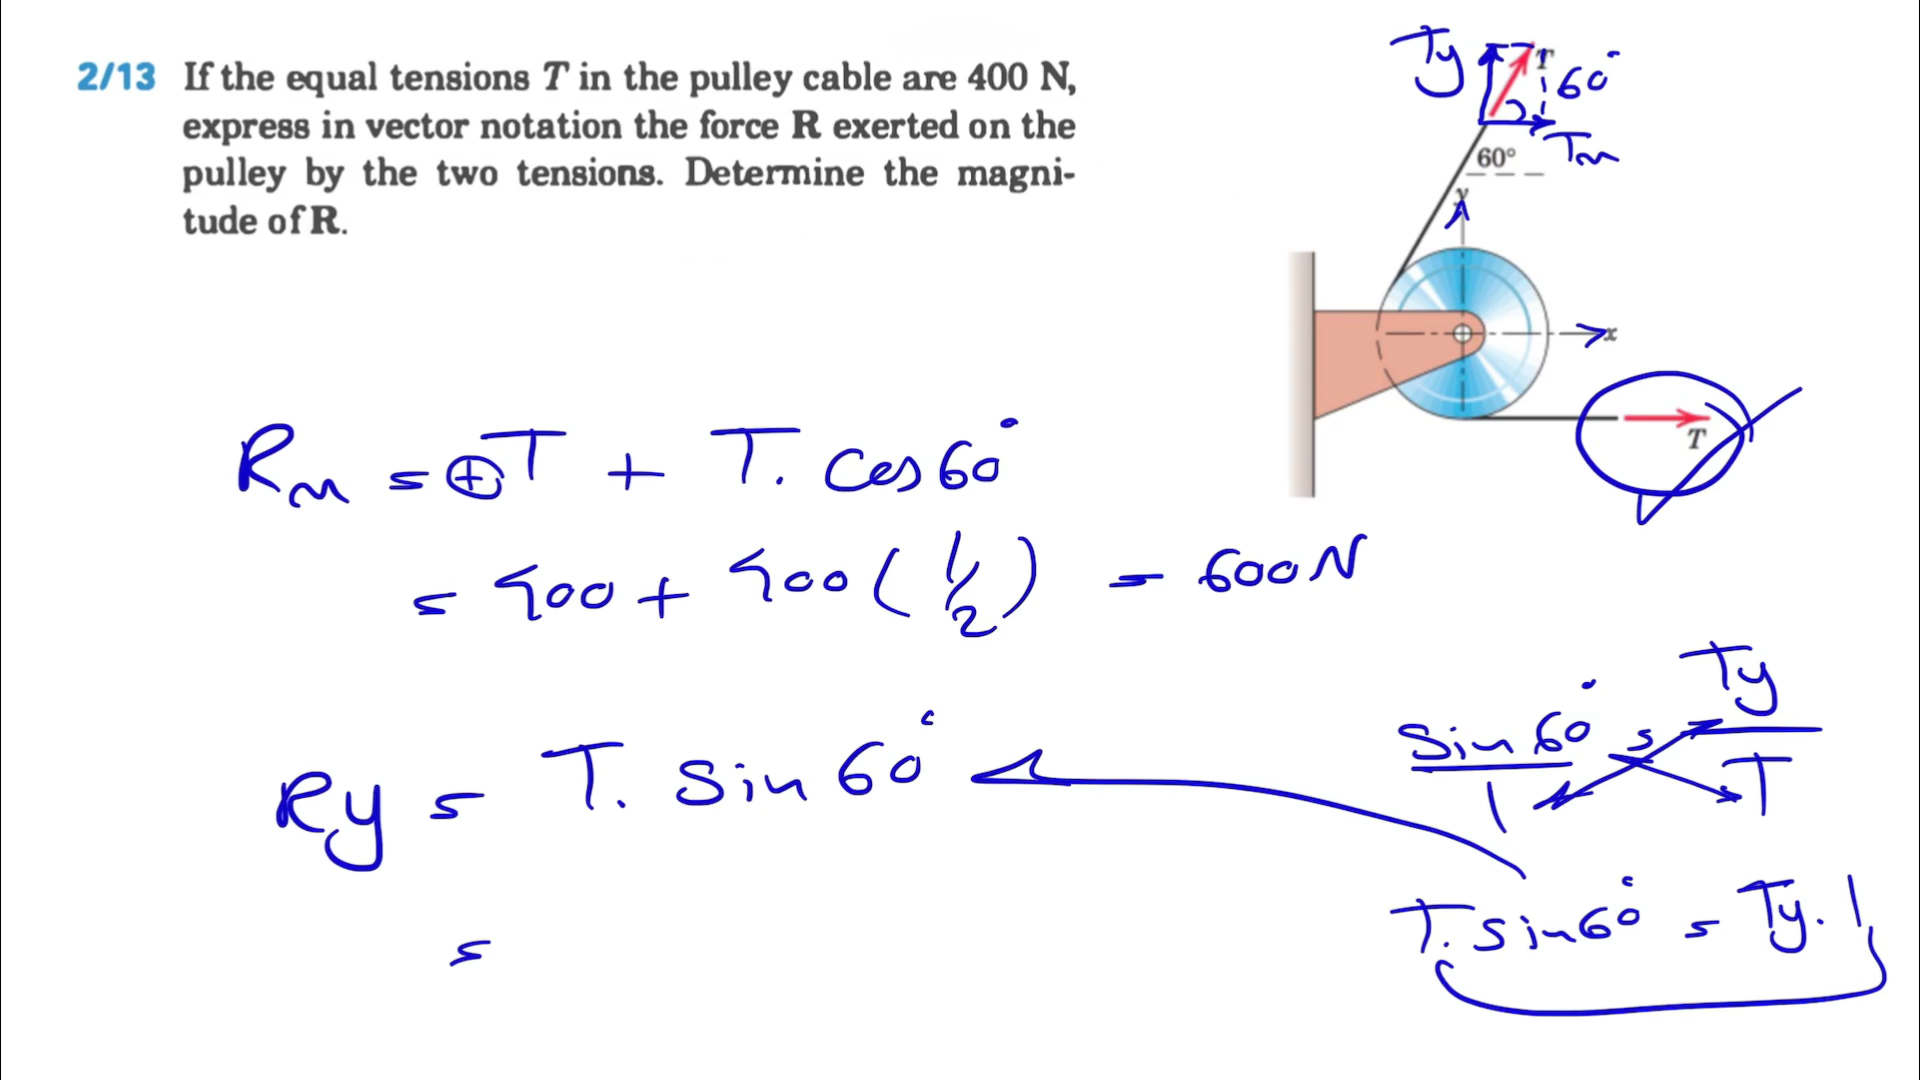 2/13 If the equal tensions T in the pulley cable are 400 N,
express in vector notation the force R exerted on the
pulley by the two tensions. Determine the magni-
tude of R.
Ty
T
60°
Tx
60°
y
x
T
Rx = ⊕T + T. Cos 60°
= 400 + 400 (1/2) = 600 N
Ry = T. Sin 60°
=
Sin 60° / 1 = Ty / T
T. sin 60° = Ty. 1